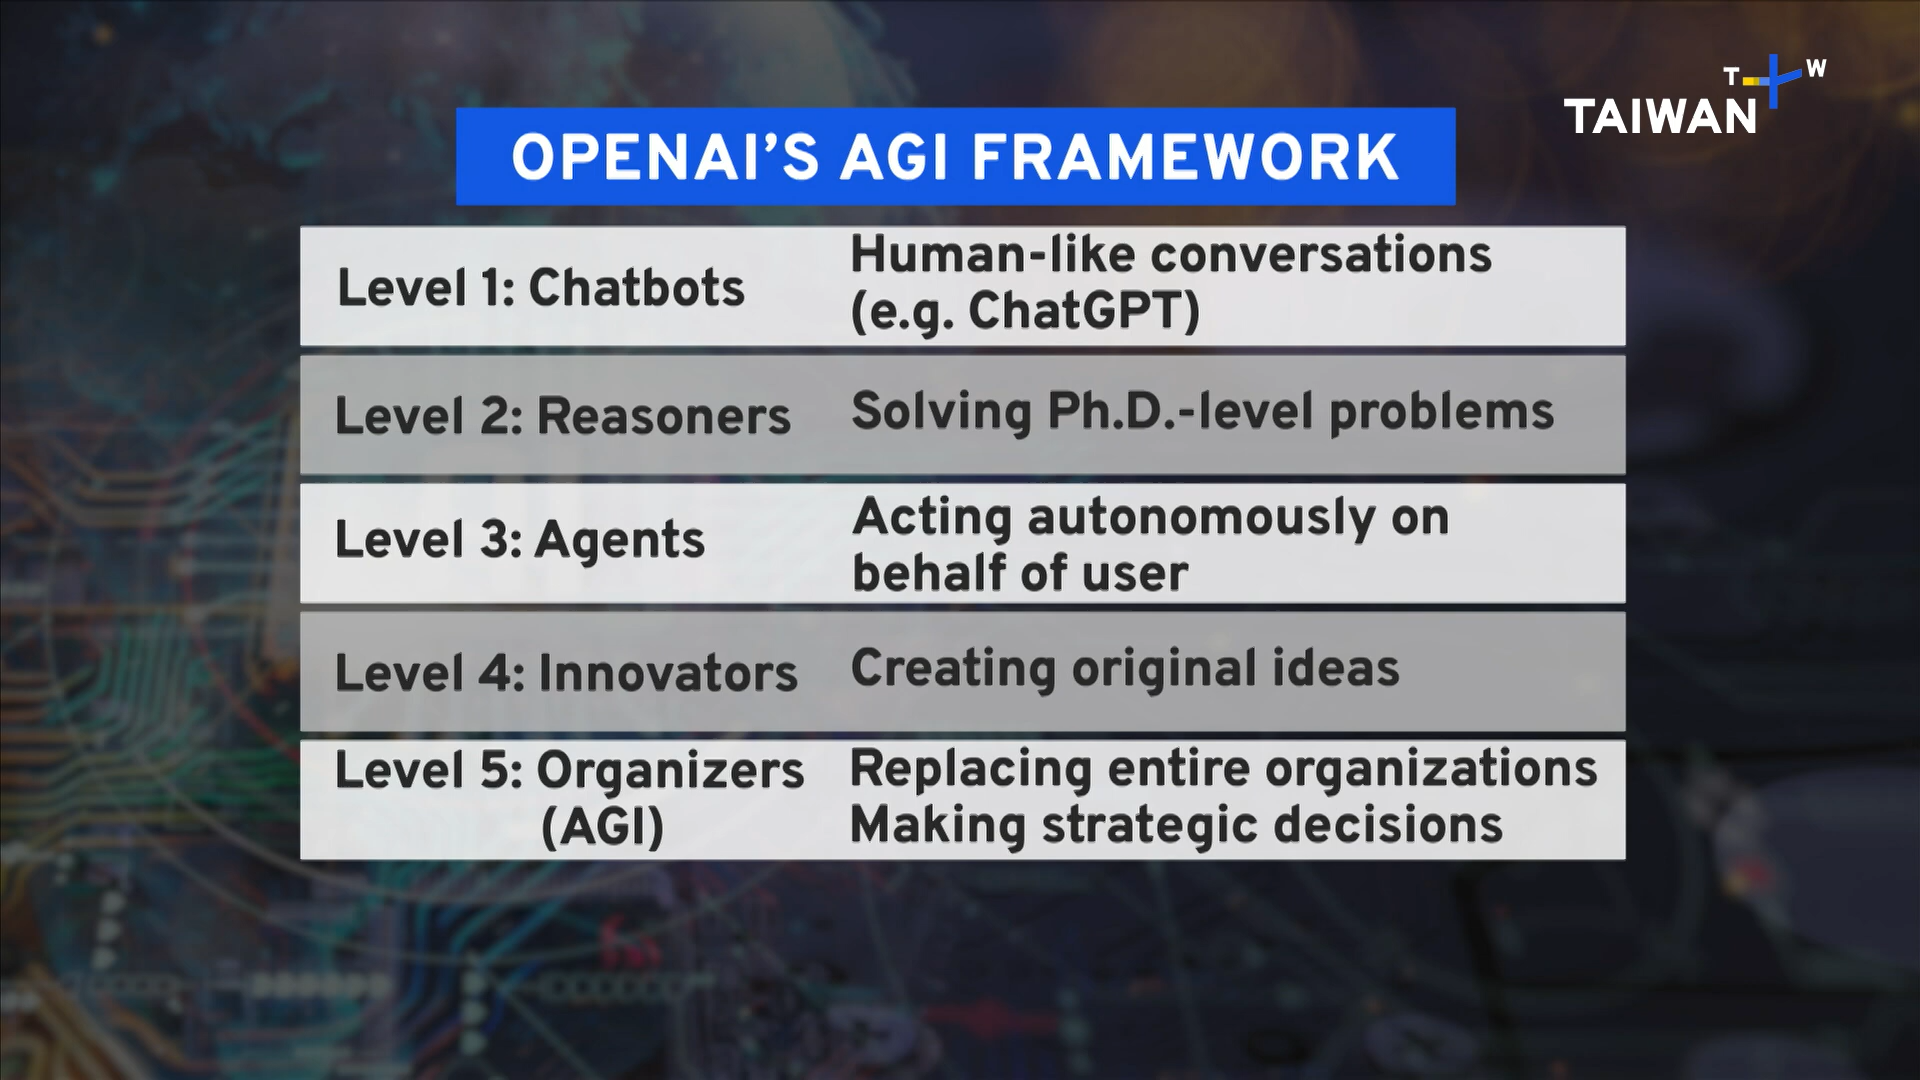 T W
TAIWAN
OPENAI'S AGI FRAMEWORK
Level 1: Chatbots
Human-like conversations
(e.g. ChatGPT)
Level 2: Reasoners
Solving Ph.D.-level problems
Level 3: Agents
Acting autonomously on
behalf of user
Level 4: Innovators
Creating original ideas
Level 5: Organizers
(AGI)
Replacing entire organizations
Making strategic decisions